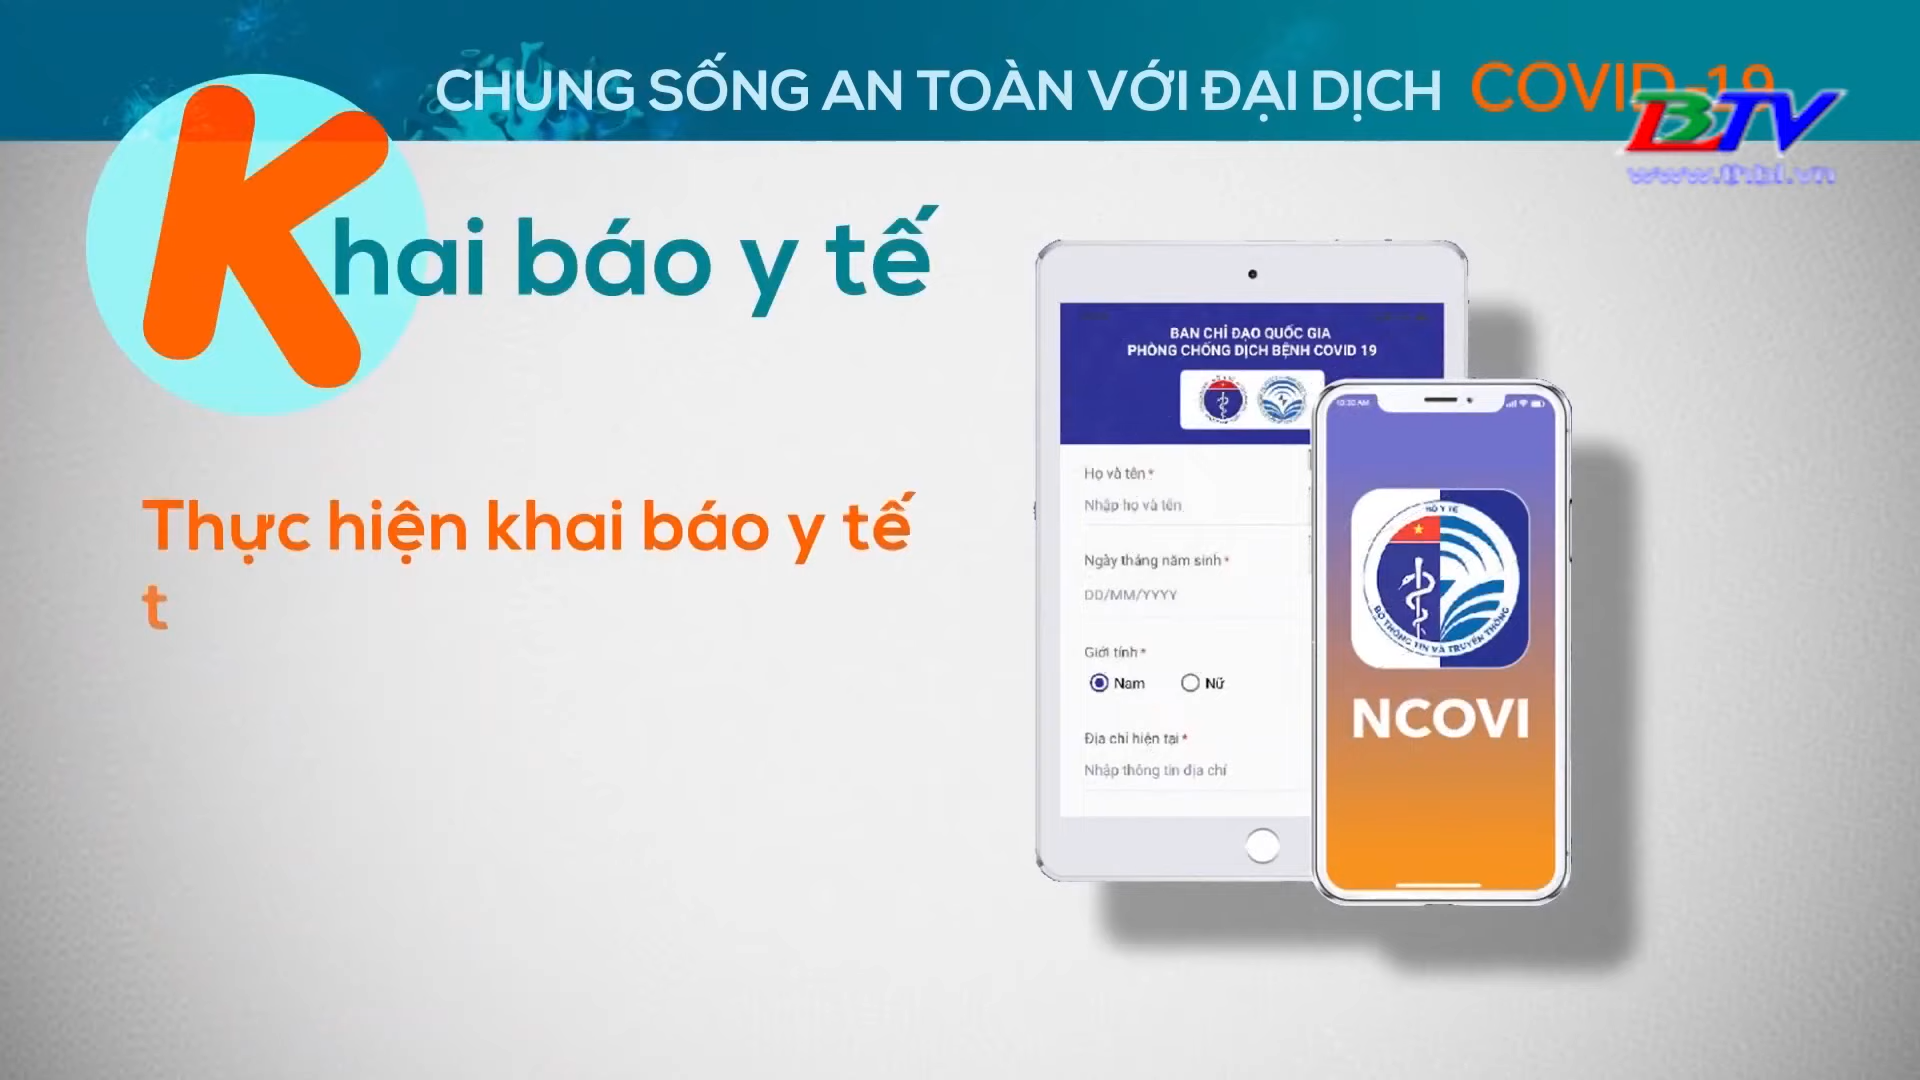 CHUNG SỐNG AN TOÀN VỚI ĐẠI DỊCH COVID-19
BTV
Khai báo y tế
Thực hiện khai báo y tế
t
BAN CHỈ ĐẠO QUỐC GIA
PHÒNG CHỐNG DỊCH BỆNH COVID 19
Họ và tên *
Nhập họ và tên
Ngày tháng năm sinh *
DD/MM/YYYY
Giới tính *
Nam Nữ
Địa chỉ hiện tại *
Nhập thông tin địa chỉ
10:30 AM
BỘ Y TẾ
BỘ THÔNG TIN VÀ TRUYỀN THÔNG
NCOVI